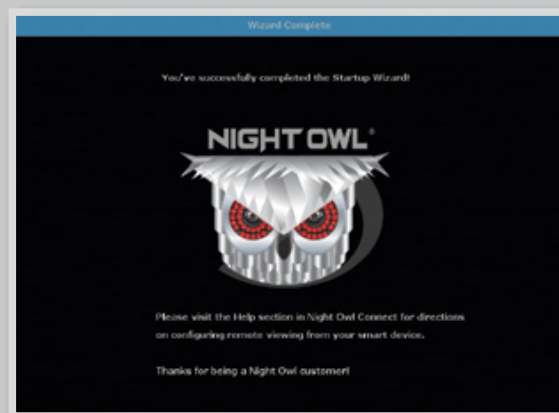 Wizard Complete
You've successfully completed the Startup Wizard!
NIGHT OWL®
Please visit the Help section in Night Owl Connect for directions
on configuring remote viewing from your smart device.
Thanks for being a Night Owl customer!